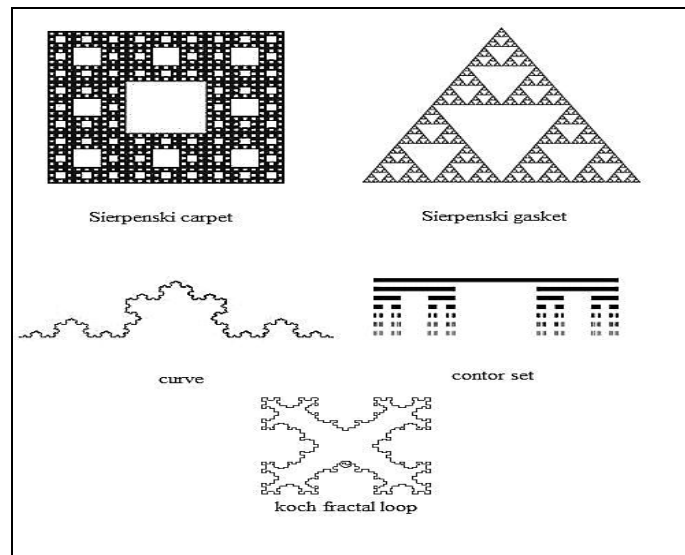 Sierpenski carpet
Sierpenski gasket
curve
contor set
koch fractal loop